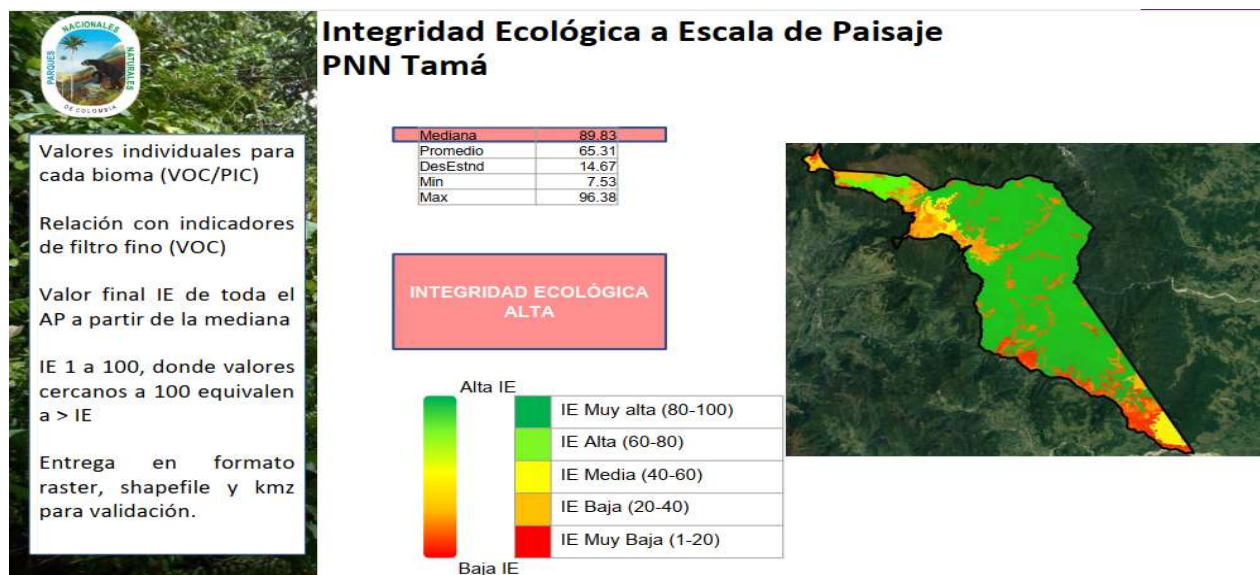 Integridad Ecológica a Escala de Paisaje
PNN Tamá
PARQUES
NACIONALES
NATURALES
DE COLOMBIA
Valores individuales para
cada bioma (VOC/PIC)
Relación con indicadores
de filtro fino (VOC)
Valor final IE de toda el
AP a partir de la mediana
IE 1 a 100, donde valores
cercanos a 100 equivalen
a > IE
Entrega en formato
raster, shapefile y kmz
para validación.
Mediana 89.83
Promedio 65.31
DesEstnd 14.67
Min 7.53
Max 96.38
INTEGRIDAD ECOLÓGICA
ALTA
Alta IE
IE Muy alta (80-100)
IE Alta (60-80)
IE Media (40-60)
IE Baja (20-40)
IE Muy Baja (1-20)
Baja IE